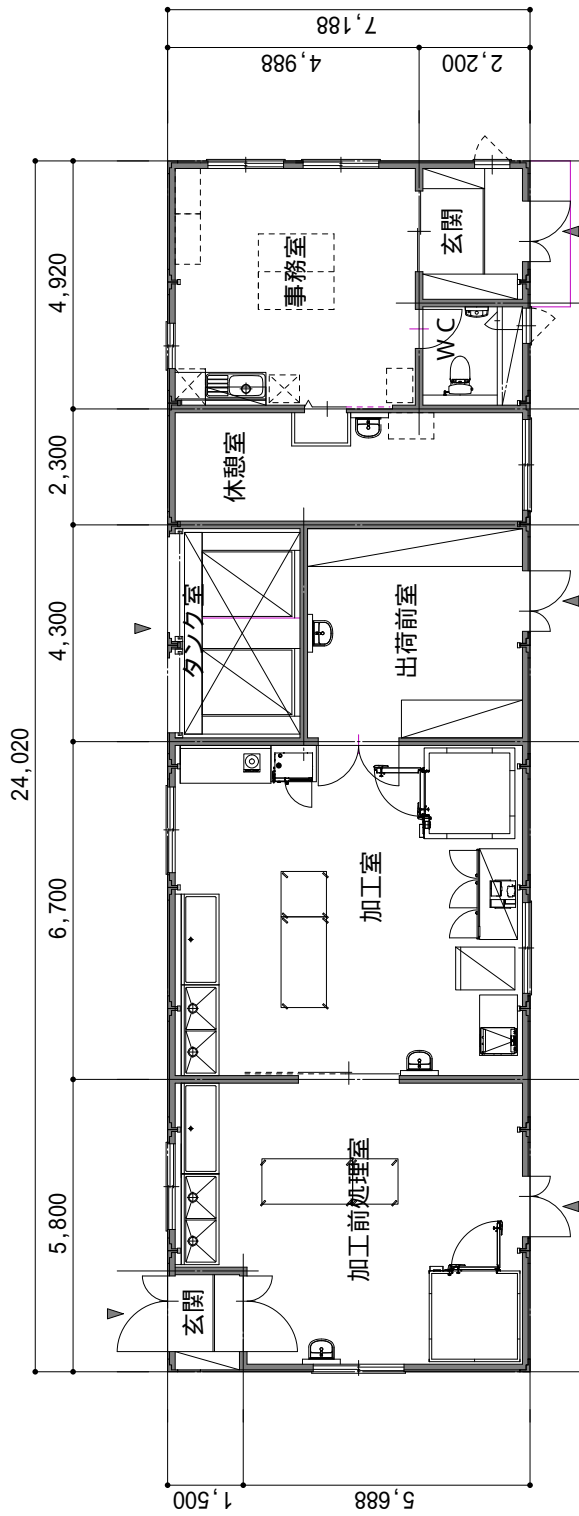 24,020
5,800
6,700
4,300
2,300
4,920
1,500
5,688
7,188
4,988
2,200
玄関
加工前処理室
加工室
タンク室
出荷前室
休憩室
事務室
WC
玄関